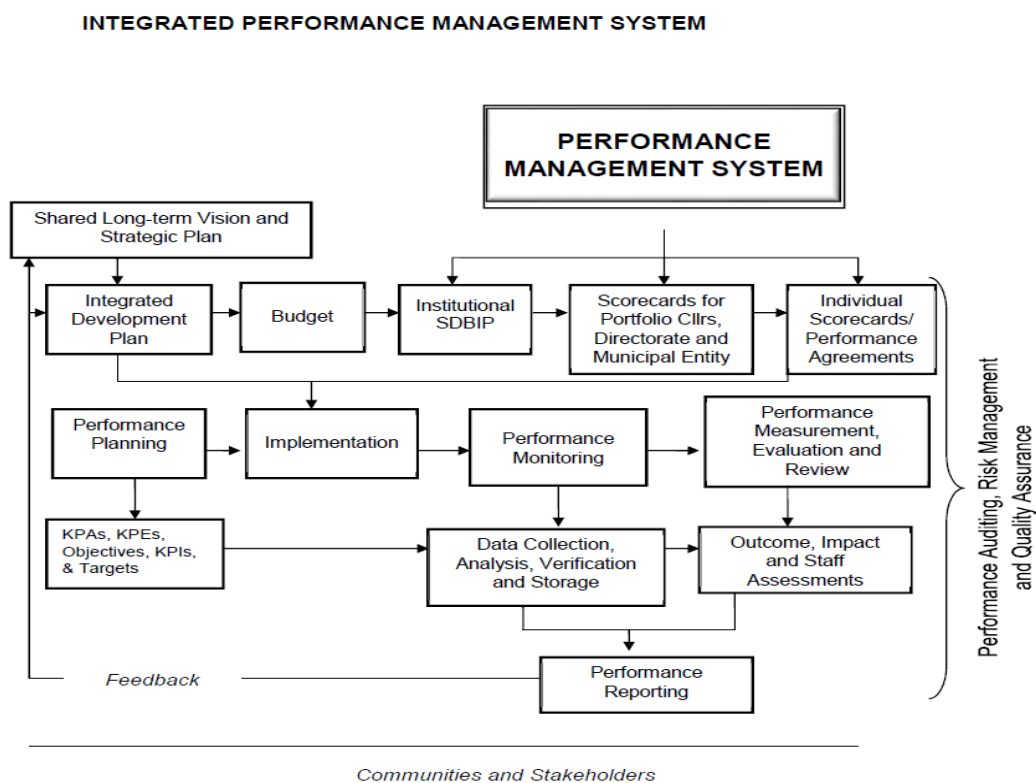 INTEGRATED PERFORMANCE MANAGEMENT SYSTEM
PERFORMANCE
MANAGEMENT SYSTEM
Shared Long-term Vision and
Strategic Plan
Integrated
Development
Plan
Budget
Institutional
SDBIP
Scorecards for
Portfolio Cllrs,
Directorate and
Municipal Entity
Individual
Scorecards/
Performance
Agreements
Performance
Planning
Implementation
Performance
Monitoring
Performance
Measurement,
Evaluation and
Review
KPAs, KPEs,
Objectives, KPIs,
& Targets
Data Collection,
Analysis, Verification
and Storage
Outcome, Impact
and Staff
Assessments
Performance
Reporting
Feedback
Performance Auditing, Risk Management
and Quality Assurance
Communities and Stakeholders